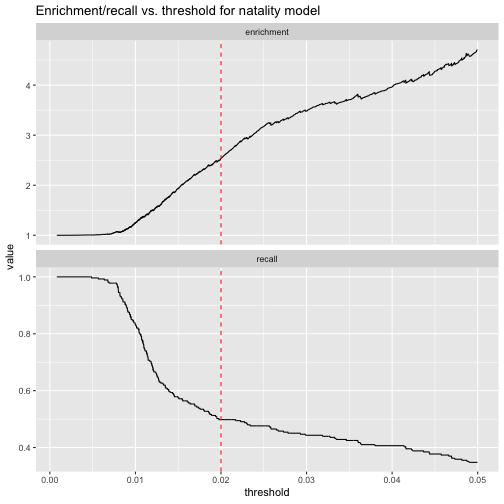 Enrichment/recall vs. threshold for natality model
enrichment
4
3
2
1
value
recall
1.0
0.8
0.6
0.4
0.00 0.01 0.02 0.03 0.04 0.05
threshold